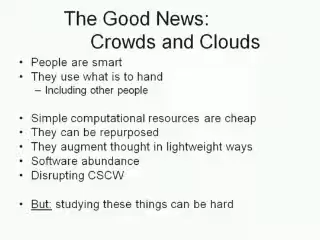 The Good News:
Crowds and Clouds
• People are smart
• They use what is to hand
– Including other people
• Simple computational resources are cheap
• They can be repurposed
• They augment thought in lightweight ways
• Software abundance
• Disrupting CSCW
• But: studying these things can be hard